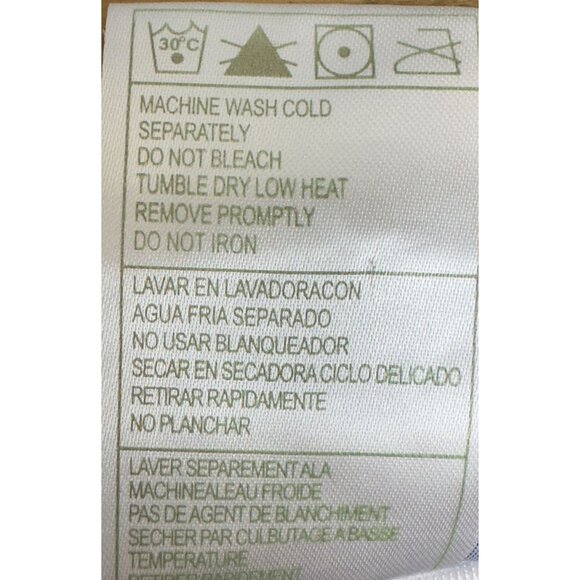 30°C
MACHINE WASH COLD
SEPARATELY
DO NOT BLEACH
TUMBLE DRY LOW HEAT
REMOVE PROMPTLY
DO NOT IRON
LAVAR EN LAVADORACON
AGUA FRIA SEPARADO
NO USAR BLANQUEADOR
SECAR EN SECADORA CICLO DELICADO
RETIRAR RAPIDAMENTE
NO PLANCHAR
LAVER SEPAREMENT ALA
MACHINEALEAU FROIDE
PAS DE AGENT DE BLANCHIMENT
SECHER PAR CULBUTAGE A BASSE
TEMPERATURE